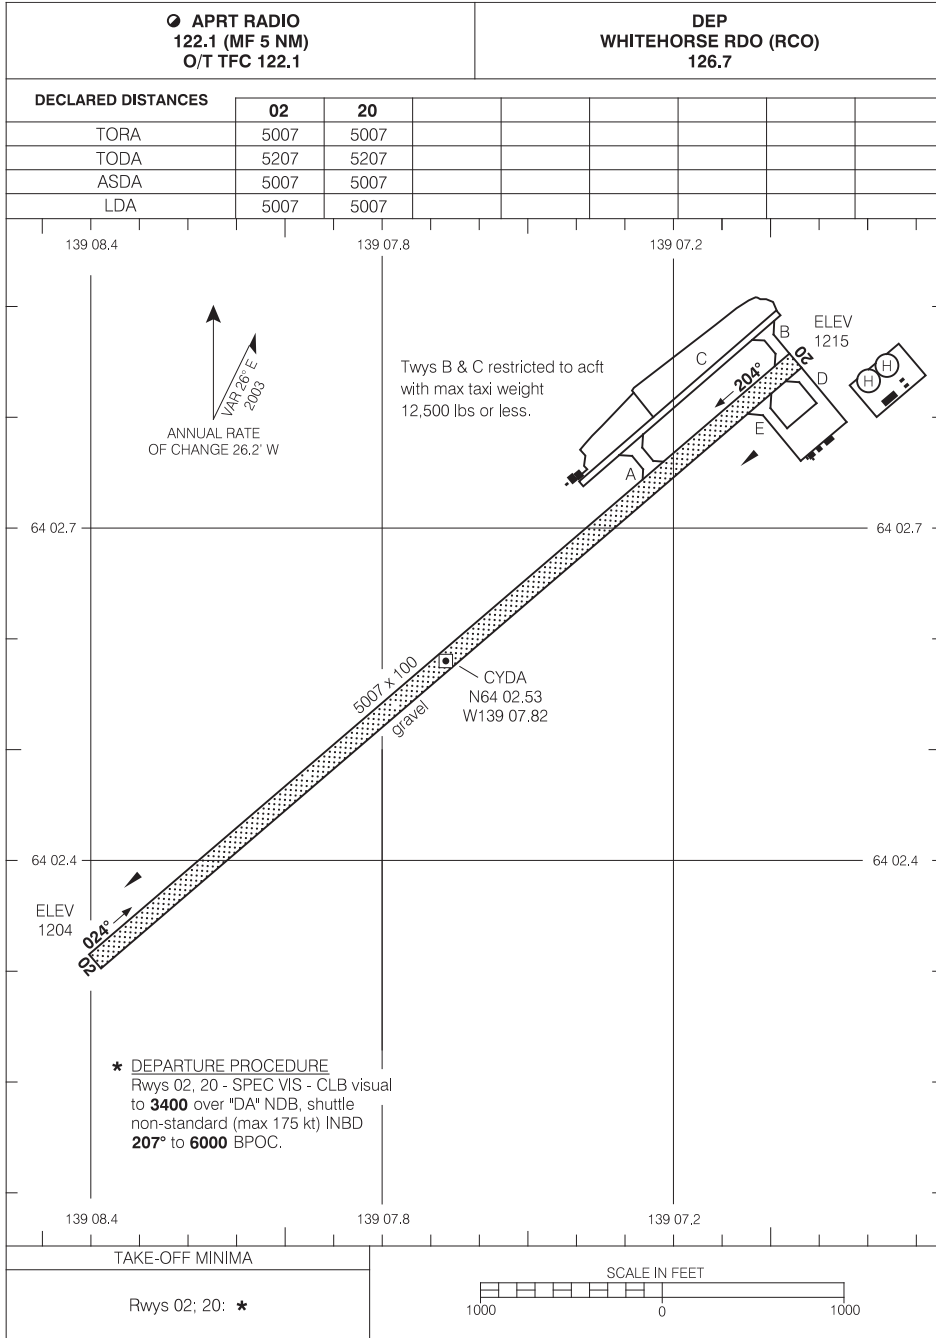 APRT RADIO
122.1 (MF 5 NM)
O/T TFC 122.1
DEP
WHITEHORSE RDO (RCO)
126.7
DECLARED DISTANCES
02 20
TORA 5007 5007
TODA 5207 5207
ASDA 5007 5007
LDA 5007 5007
139 08.4 139 07.8 139 07.2
VAR 26° E
2003
ANNUAL RATE
OF CHANGE 26.2' W
Twys B & C restricted to acft
with max taxi weight
12,500 lbs or less.
ELEV
1215
B
C
20
D
H H
204°
E
A
64 02.7 64 02.7
5007 x 100
gravel
CYDA
N64 02.53
W139 07.82
64 02.4 64 02.4
ELEV
1204
024°
02
* DEPARTURE PROCEDURE
Rwys 02, 20 - SPEC VIS - CLB visual
to 3400 over "DA" NDB, shuttle
non-standard (max 175 kt) INBD
207° to 6000 BPOC.
139 08.4 139 07.8 139 07.2
TAKE-OFF MINIMA
Rwys 02; 20: *
SCALE IN FEET
1000 0 1000